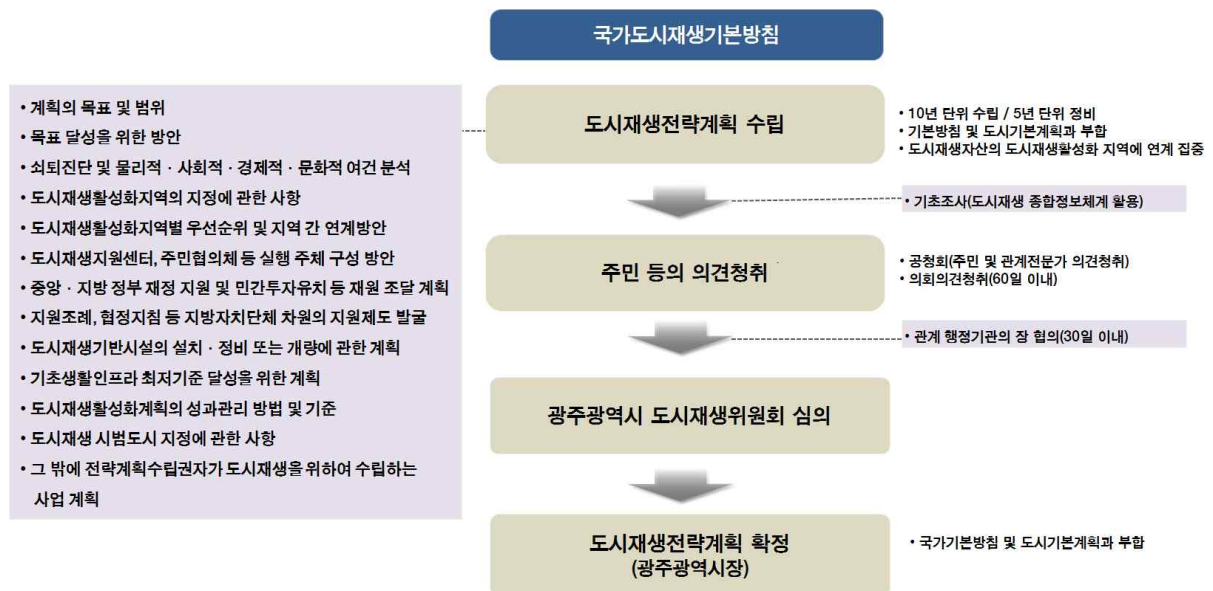 국가도시재생기본방침
• 계획의 목표 및 범위
• 목표 달성을 위한 방안
• 쇠퇴진단 및 물리적 · 사회적 · 경제적 · 문화적 여건 분석
• 도시재생활성화지역의 지정에 관한 사항
• 도시재생활성화지역별 우선순위 및 지역 간 연계방안
• 도시재생지원센터, 주민협의체 등 실행 주체 구성 방안
• 중앙 · 지방 정부 재정 지원 및 민간투자유치 등 재원 조달 계획
• 지원조례, 협정지침 등 지방자치단체 차원의 지원제도 발굴
• 도시재생기반시설의 설치 · 정비 또는 개량에 관한 계획
• 기초생활인프라 최저기준 달성을 위한 계획
• 도시재생활성화계획의 성과관리 방법 및 기준
• 도시재생 시범도시 지정에 관한 사항
• 그 밖에 전략계획수립권자가 도시재생을 위하여 수립하는
사업 계획
도시재생전략계획 수립
• 10년 단위 수립 / 5년 단위 정비
• 기본방침 및 도시기본계획과 부합
• 도시재생자산의 도시재생활성화 지역에 연계 집중
• 기초조사(도시재생 종합정보체계 활용)
주민 등의 의견청취
• 공청회(주민 및 관계전문가 의견청취)
• 의회의견청취(60일 이내)
• 관계 행정기관의 장 협의(30일 이내)
광주광역시 도시재생위원회 심의
도시재생전략계획 확정
(광주광역시장)
• 국가기본방침 및 도시기본계획과 부합